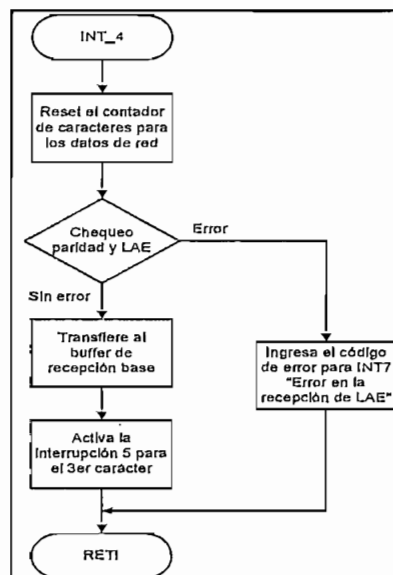 INT_4
Reset el contador
de caracteres para
los datos de red
Chequeo
paridad y LAE
Error
Sin error
Transfiere al
buffer de
recepción base
Ingresa el código
de error para INT7
"Error en la
recepción de LAE"
Activa la
Interrupción 5 para
el 3er carácter
RETI